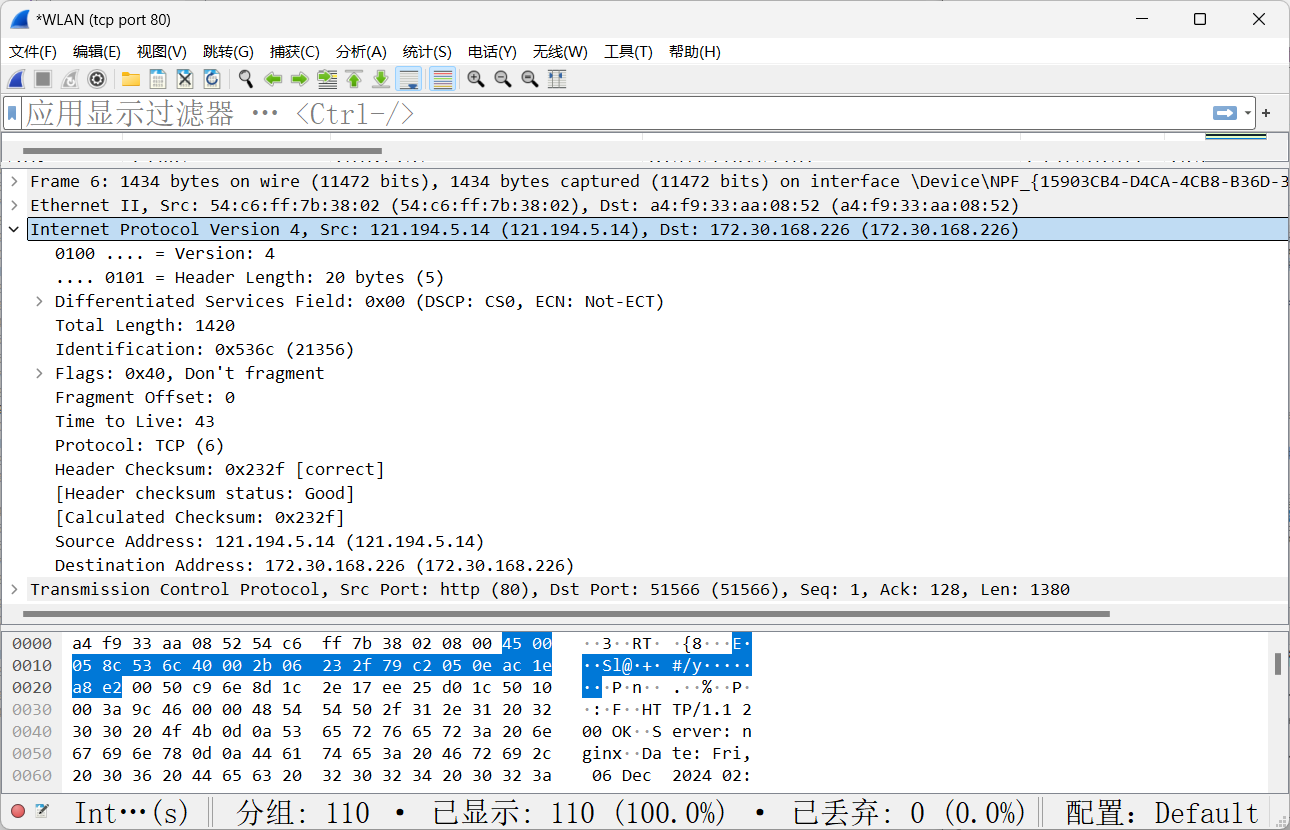 *WLAN (tcp port 80)
文件(F) 编辑(E) 视图(V) 跳转(G) 捕获(C) 分析(A) 统计(S) 电话(Y) 无线(W) 工具(T) 帮助(H)
应用显示过滤器 … <Ctrl-/>
Frame 6: 1434 bytes on wire (11472 bits), 1434 bytes captured (11472 bits) on interface \Device\NPF_{15903CB4-D4CA-4CB8-B36D-3
Ethernet II, Src: 54:c6:ff:7b:38:02 (54:c6:ff:7b:38:02), Dst: a4:f9:33:aa:08:52 (a4:f9:33:aa:08:52)
Internet Protocol Version 4, Src: 121.194.5.14 (121.194.5.14), Dst: 172.30.168.226 (172.30.168.226)
0100 .... = Version: 4
.... 0101 = Header Length: 20 bytes (5)
Differentiated Services Field: 0x00 (DSCP: CS0, ECN: Not-ECT)
Total Length: 1420
Identification: 0x536c (21356)
Flags: 0x40, Don't fragment
Fragment Offset: 0
Time to Live: 43
Protocol: TCP (6)
Header Checksum: 0x232f [correct]
[Header checksum status: Good]
[Calculated Checksum: 0x232f]
Source Address: 121.194.5.14 (121.194.5.14)
Destination Address: 172.30.168.226 (172.30.168.226)
Transmission Control Protocol, Src Port: http (80), Dst Port: 51566 (51566), Seq: 1, Ack: 128, Len: 1380
0000 a4 f9 33 aa 08 52 54 c6 ff 7b 38 02 08 00 45 00 ··3··RT· ·{8···E·
0010 05 8c 53 6c 40 00 2b 06 23 2f 79 c2 05 0e ac 1e ··Sl@·+· #/y·····
0020 a8 e2 00 50 c9 6e 8d 1c 2e 17 ee 25 d0 1c 50 10 ···P·n·· .··%··P·
0030 00 3a 9c 46 00 00 48 54 54 50 2f 31 2e 31 20 32 ·:·F··HT TP/1.1 2
0040 30 30 20 4f 4b 0d 0a 53 65 72 76 65 72 3a 20 6e 00 OK··S erver: n
0050 67 69 6e 78 0d 0a 44 61 74 65 3a 20 46 72 69 2c ginx··Da te: Fri,
0060 20 30 36 20 44 65 63 20 32 30 32 34 20 30 32 3a 06 Dec 2024 02:
Int…(s) 分组: 110 · 已显示: 110 (100.0%) · 已丢弃: 0 (0.0%) 配置: Default